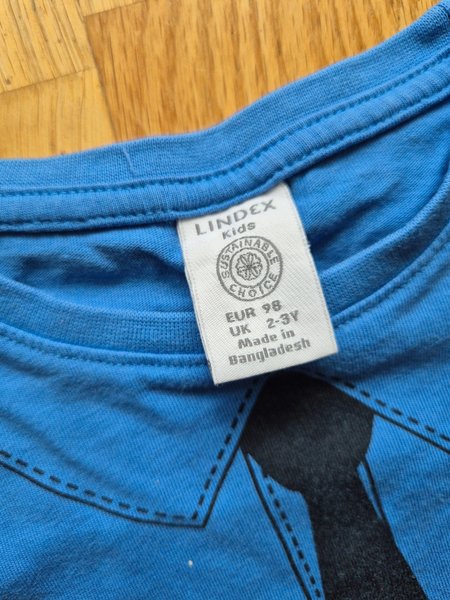 LINDEX
Kids
SUSTAINABLE
CHOICE
EUR 98
UK 2-3Y
Made in
Bangladesh